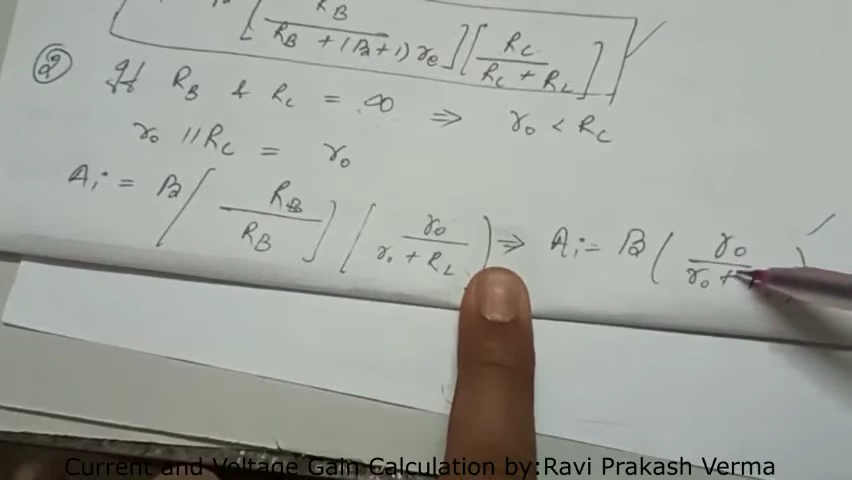 [ RB / RB + (β+1) re ] [ RC / RC + RL ]
② If RB & RC = ∞ ⇒ ro < RC
ro || RC = ro
Ai = β [ RB / RB ] [ ro / ro + RL ] ⇒ Ai = β ( ro / ro + )
Current and Voltage Gain Calculation by:Ravi Prakash Verma